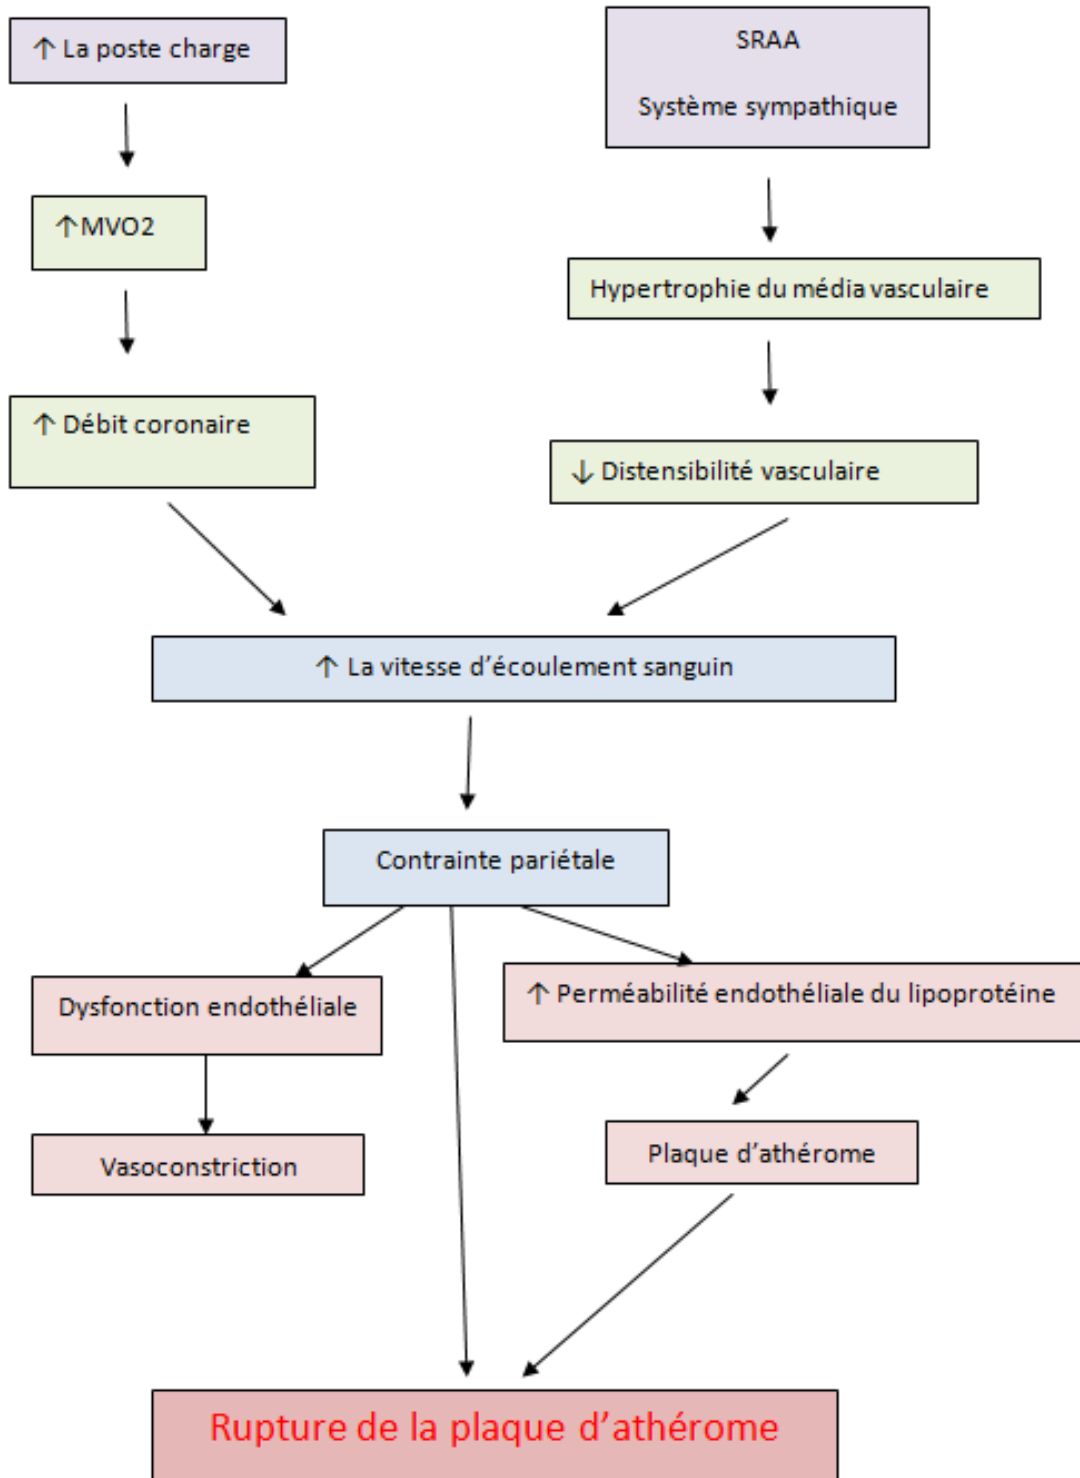 ↑ La poste charge
SRAA
Système sympathique
↑MVO2
Hypertrophie du média vasculaire
↑ Débit coronaire
↓ Distensibilité vasculaire
↑ La vitesse d’écoulement sanguin
Contrainte pariétale
Dysfonction endothéliale
↑ Perméabilité endothéliale du lipoprotéine
Vasoconstriction
Plaque d’athérome
Rupture de la plaque d’athérome